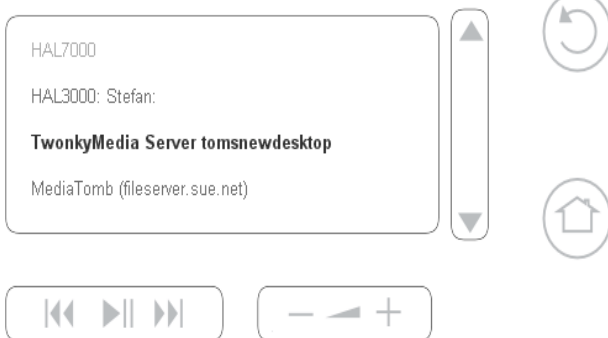 HAL7000
HAL3000: Stefan:
TwonkyMedia Server tomsnewdesktop
MediaTomb (fileserver.sue.net)